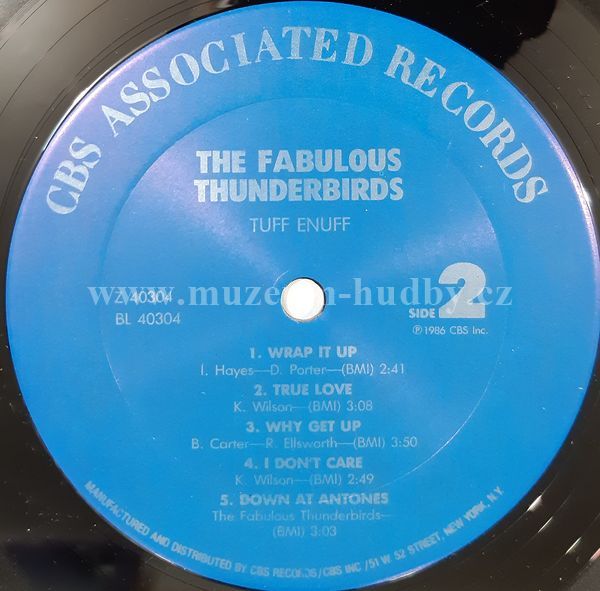 CBS ASSOCIATED RECORDS
THE FABULOUS
THUNDERBIRDS
TUFF ENUFF
Z 40304
BL 40304
SIDE 2
℗ 1986 CBS Inc.
www.muzeum-hudby.cz
1. WRAP IT UP
I. Hayes—D. Porter—(BMI) 2:41
2. TRUE LOVE
K. Wilson—(BMI) 3:08
3. WHY GET UP
B. Carter—R. Ellsworth—(BMI) 3:50
4. I DON'T CARE
K. Wilson—(BMI) 2:49
5. DOWN AT ANTONES
The Fabulous Thunderbirds—
(BMI) 3:03
MANUFACTURED AND DISTRIBUTED BY CBS RECORDS/CBS INC /51 W 52 STREET, NEW YORK, N.Y.